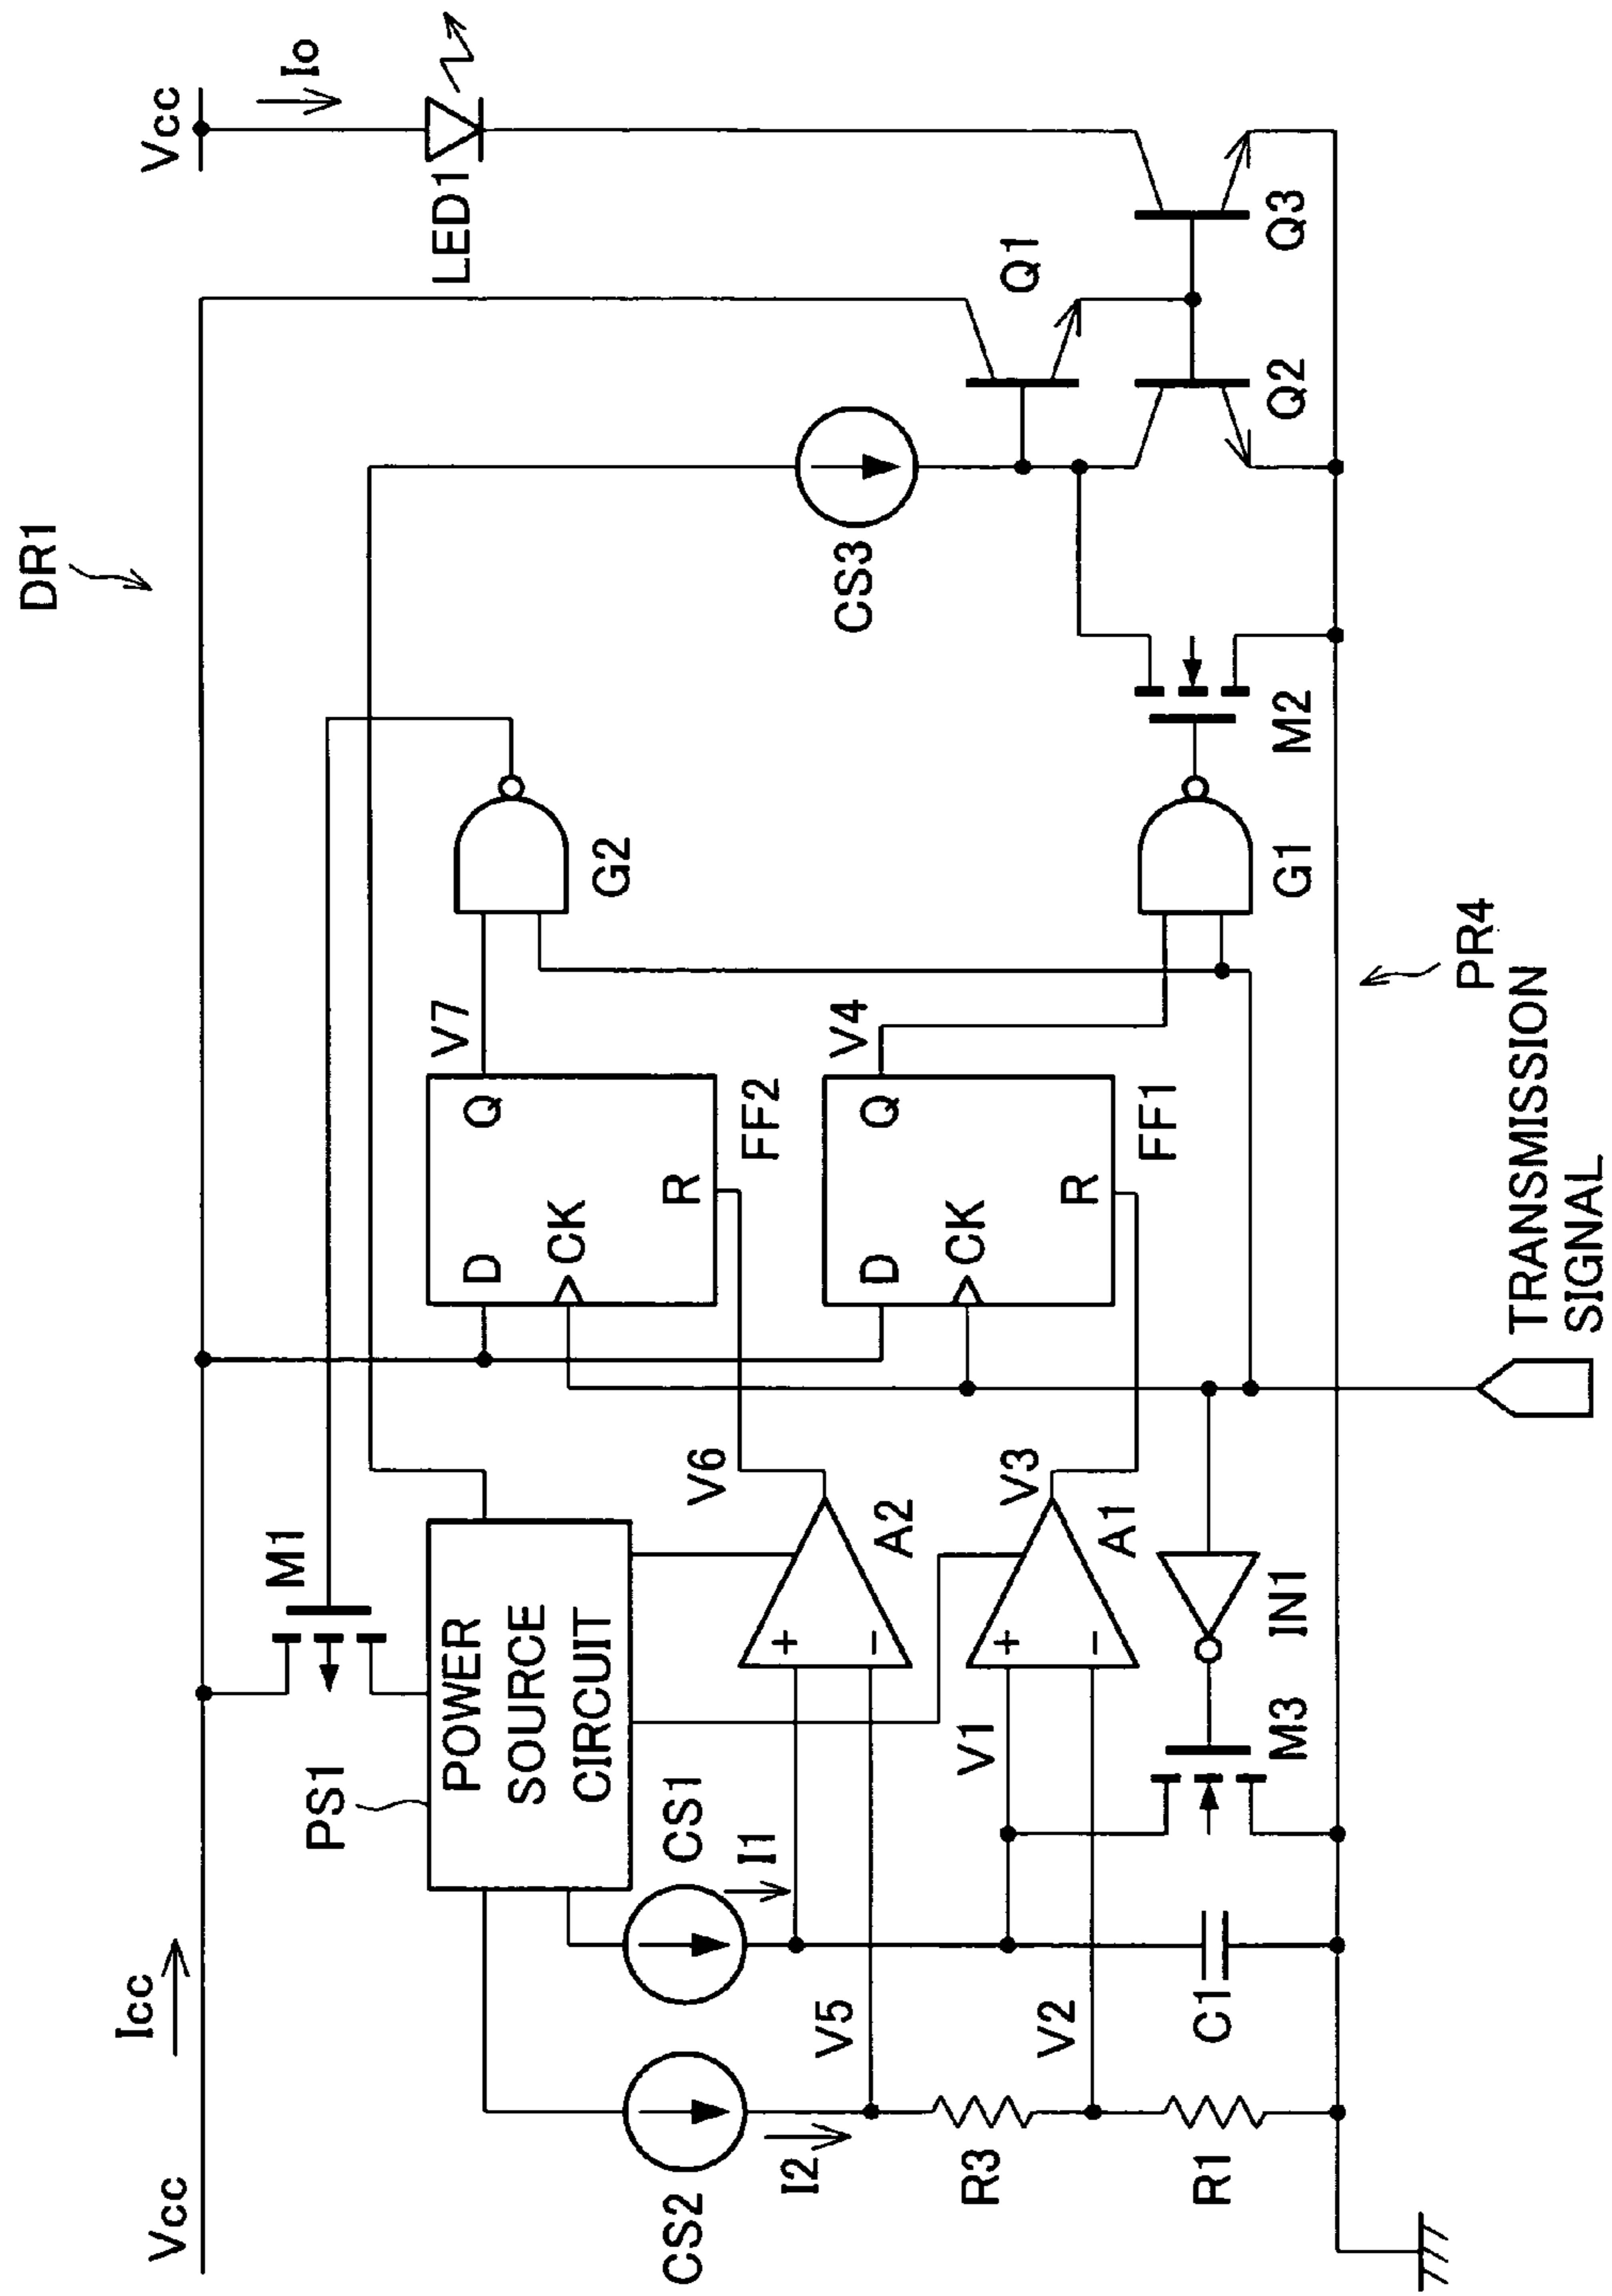 DR1
Vcc
Icc
Vcc
Io
LED1
M1
PS1
POWER
SOURCE
CIRCUIT
CS2
I2
CS1
I1
V5
V2
R3
R1
C1
V1
M3
IN1
+
−
A2
V6
+
−
A1
V3
D
Q
CK
R
FF2
V7
D
Q
CK
R
FF1
V4
G2
G1
M2
CS3
Q1
Q2
Q3
PR4
TRANSMISSION
SIGNAL